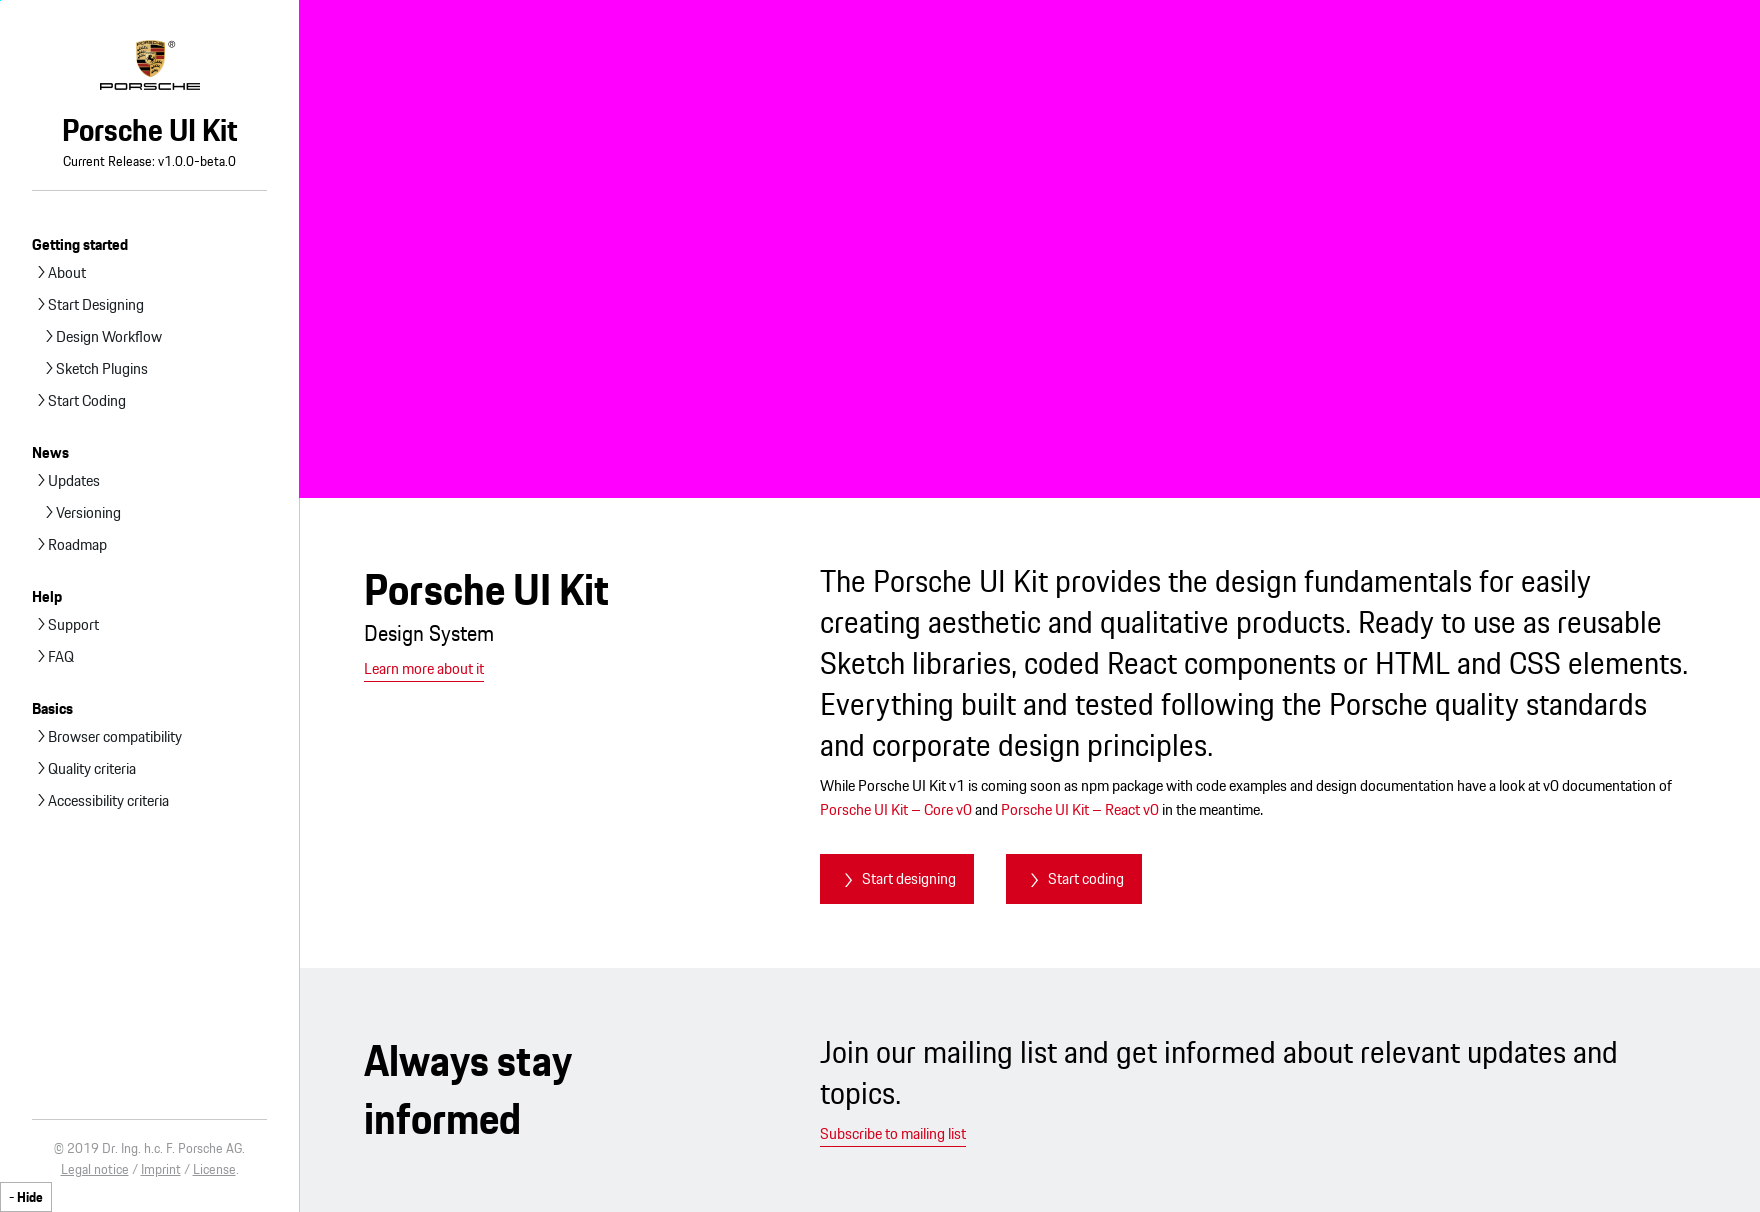 PORSCHE
®
PORSCHE
Porsche UI Kit
Current Release: v1.0.0-beta.0
Getting started
About
Start Designing
Design Workflow
Sketch Plugins
Start Coding
News
Updates
Versioning
Roadmap
Help
Support
FAQ
Basics
Browser compatibility
Quality criteria
Accessibility criteria
© 2019 Dr. Ing. h.c. F. Porsche AG.
Legal notice / Imprint / License.
- Hide
Porsche UI Kit
Design System
Learn more about it
The Porsche UI Kit provides the design fundamentals for easily
creating aesthetic and qualitative products. Ready to use as reusable
Sketch libraries, coded React components or HTML and CSS elements.
Everything built and tested following the Porsche quality standards
and corporate design principles.
While Porsche UI Kit v1 is coming soon as npm package with code examples and design documentation have a look at v0 documentation of
Porsche UI Kit – Core v0 and Porsche UI Kit – React v0 in the meantime.
Start designing
Start coding
Always stay
informed
Join our mailing list and get informed about relevant updates and
topics.
Subscribe to mailing list